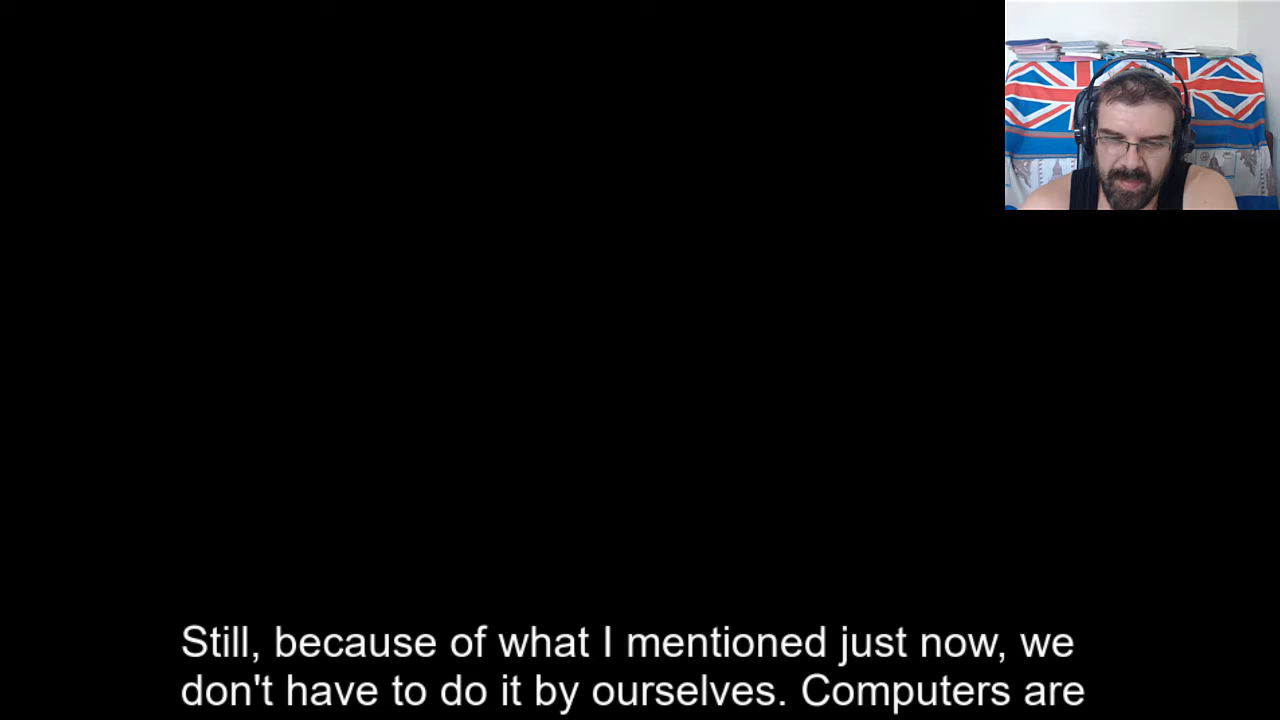 Still, because of what I mentioned just now, we
don't have to do it by ourselves. Computers are